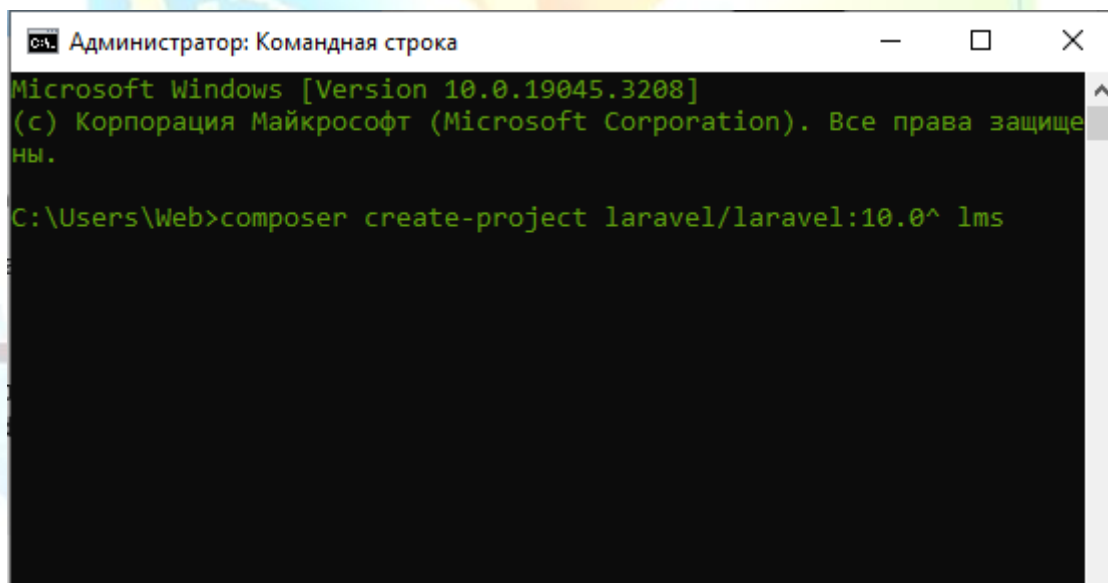 Администратор: Командная строка
Microsoft Windows [Version 10.0.19045.3208]
(c) Корпорация Майкрософт (Microsoft Corporation). Все права защище
ны.
C:\Users\Web>composer create-project laravel/laravel:10.0^ lms